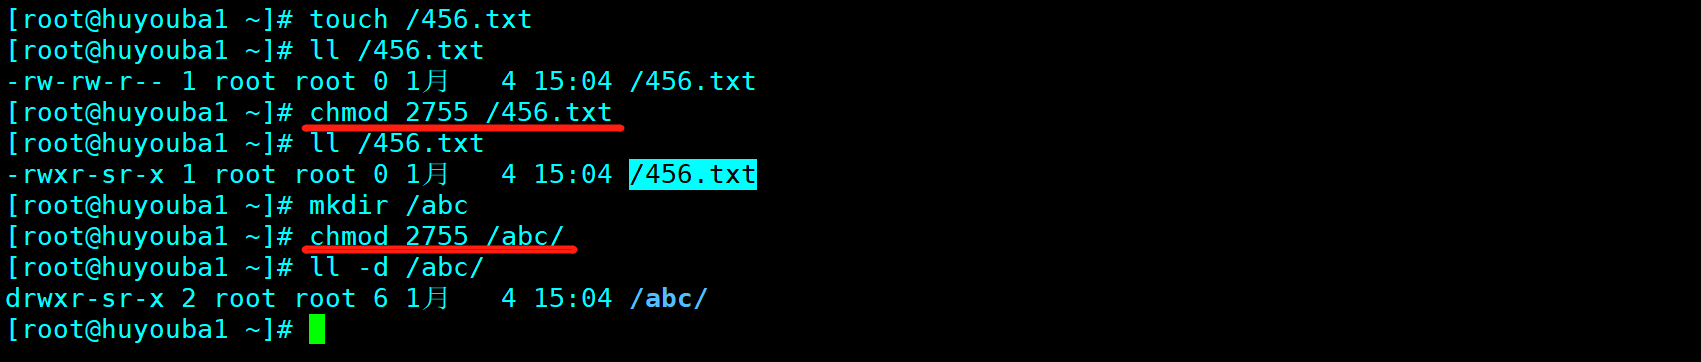 [root@huyouba1 ~]# touch /456.txt
[root@huyouba1 ~]# ll /456.txt
-rw-rw-r-- 1 root root 0 1月   4 15:04 /456.txt
[root@huyouba1 ~]# chmod 2755 /456.txt
[root@huyouba1 ~]# ll /456.txt
-rwxr-sr-x 1 root root 0 1月   4 15:04 /456.txt
[root@huyouba1 ~]# mkdir /abc
[root@huyouba1 ~]# chmod 2755 /abc/
[root@huyouba1 ~]# ll -d /abc/
drwxr-sr-x 2 root root 6 1月   4 15:04 /abc/
[root@huyouba1 ~]#